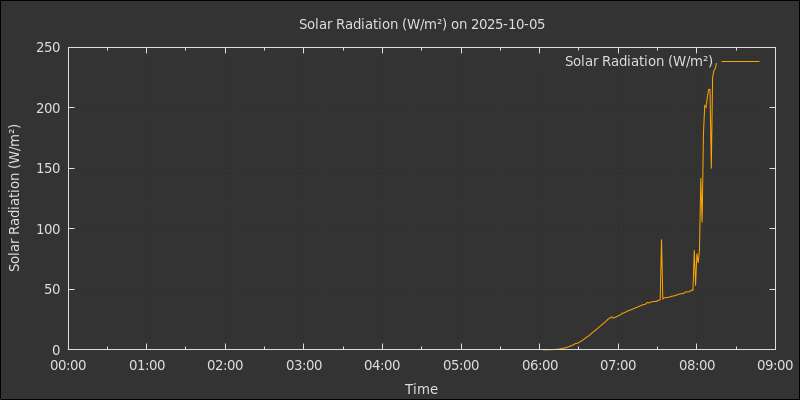 Solar Radiation (W/m²) on 2025-10-05
Solar Radiation (W/m²)
Solar Radiation (W/m²)
250
200
150
100
50
0
00:00 01:00 02:00 03:00 04:00 05:00 06:00 07:00 08:00 09:00
Time